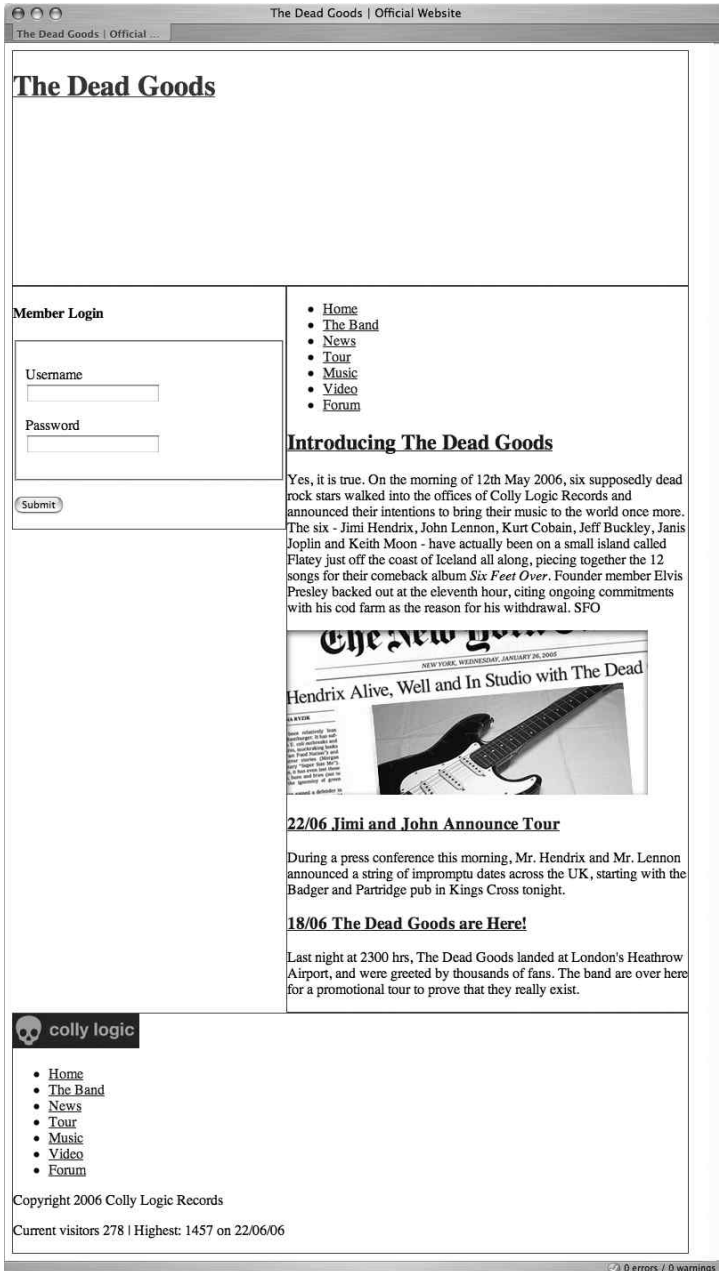 The Dead Goods | Official Website
The Dead Goods | Official ...
The Dead Goods
Member Login
Username
Password
Submit
Home
The Band
News
Tour
Music
Video
Forum
Introducing The Dead Goods
Yes, it is true. On the morning of 12th May 2006, six supposedly dead
rock stars walked into the offices of Colly Logic Records and
announced their intentions to bring their music to the world once more.
The six - Jimi Hendrix, John Lennon, Kurt Cobain, Jeff Buckley, Janis
Joplin and Keith Moon - have actually been on a small island called
Flatey just off the coast of Iceland all along, piecing together the 12
songs for their comeback album Six Feet Over. Founder member Elvis
Presley backed out at the eleventh hour, citing ongoing commitments
with his cod farm as the reason for his withdrawal. SFO
The New York
NEW YORK, WEDNESDAY, JANUARY 26, 2005
Hendrix Alive, Well and In Studio with The Dead
22/06 Jimi and John Announce Tour
During a press conference this morning, Mr. Hendrix and Mr. Lennon
announced a string of impromptu dates across the UK, starting with the
Badger and Partridge pub in Kings Cross tonight.
18/06 The Dead Goods are Here!
Last night at 2300 hrs, The Dead Goods landed at London's Heathrow
Airport, and were greeted by thousands of fans. The band are over here
for a promotional tour to prove that they really exist.
colly logic
Home
The Band
News
Tour
Music
Video
Forum
Copyright 2006 Colly Logic Records
Current visitors 278 | Highest: 1457 on 22/06/06
0 errors / 0 warnings